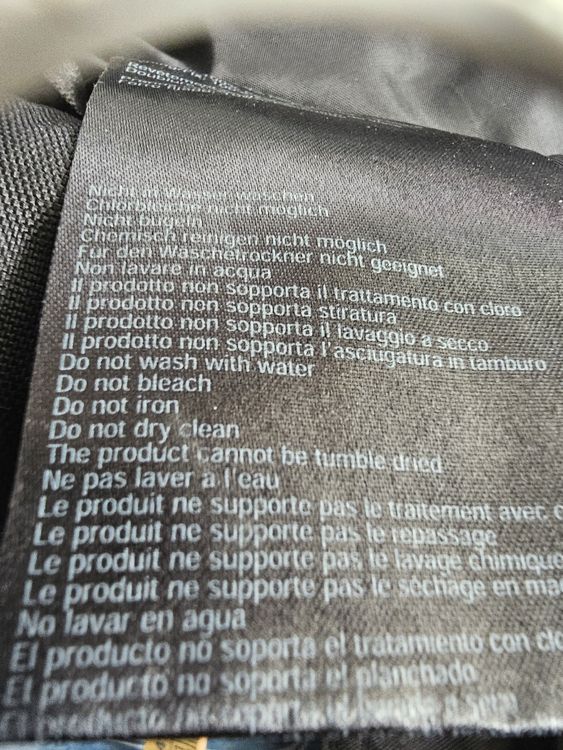 Nicht in Wasser waschen
Chlorbleiche nicht möglich
Nicht bügeln
Chemisch reinigen nicht möglich
Für den Wäschetrockner nicht geeignet
Non lavare in acqua
Il prodotto non sopporta il trattamento con cloro
Il prodotto non sopporta stiratura
Il prodotto non sopporta il lavaggio a secco
Il prodotto non sopporta l'asciugatura in tamburo
Do not wash with water
Do not bleach
Do not iron
Do not dry clean
The product cannot be tumble dried
Ne pas laver a l'eau
Le produit ne supporte pas le traitement avec
Le produit ne supporte pas le repassage
Le produit ne supporte pas le lavage chimique
Le produit ne supporte pas le séchage en
No lavar en agua
El producto no soporta el tratamiento con
El producto no soporta el planchado
El producto no